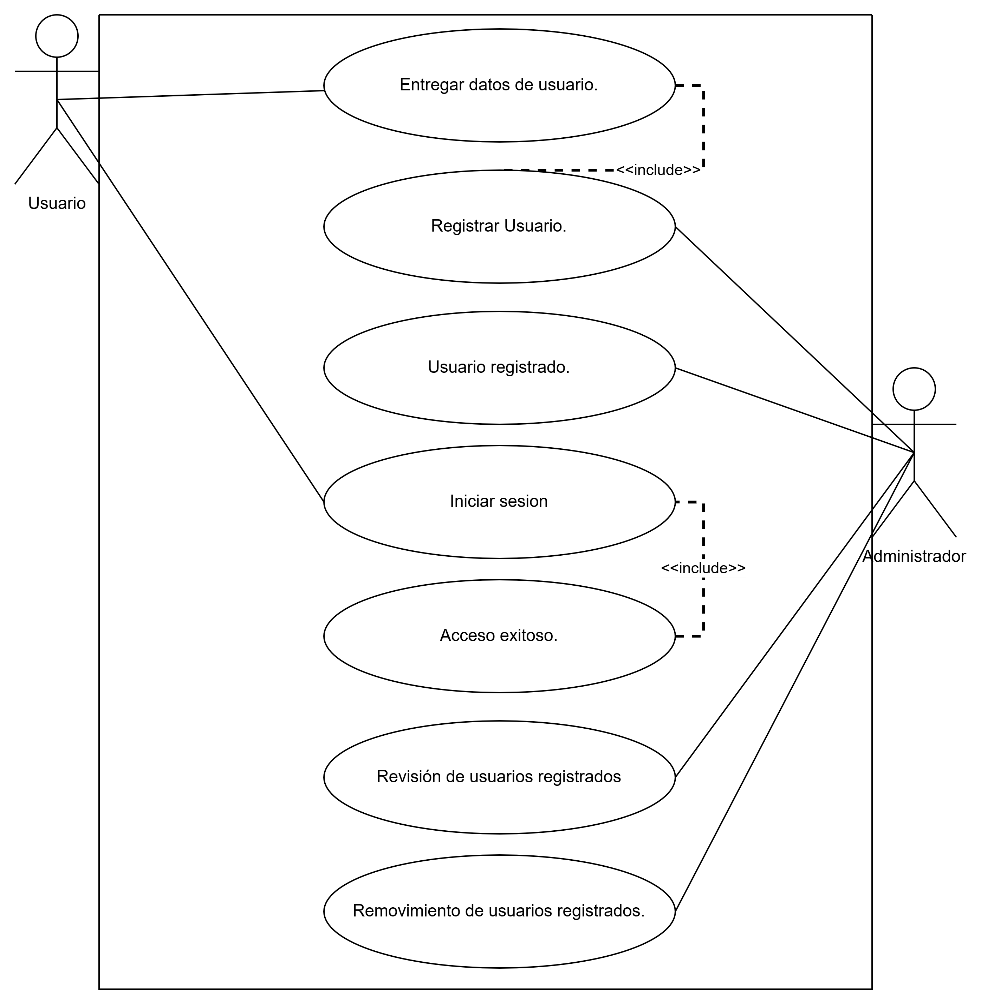 Entregar datos de usuario.
<<include>>
Usuario
Registrar Usuario.
Usuario registrado.
Iniciar sesion
Administrador
<<include>>
Acceso exitoso.
Revisión de usuarios registrados
Removimiento de usuarios registrados.